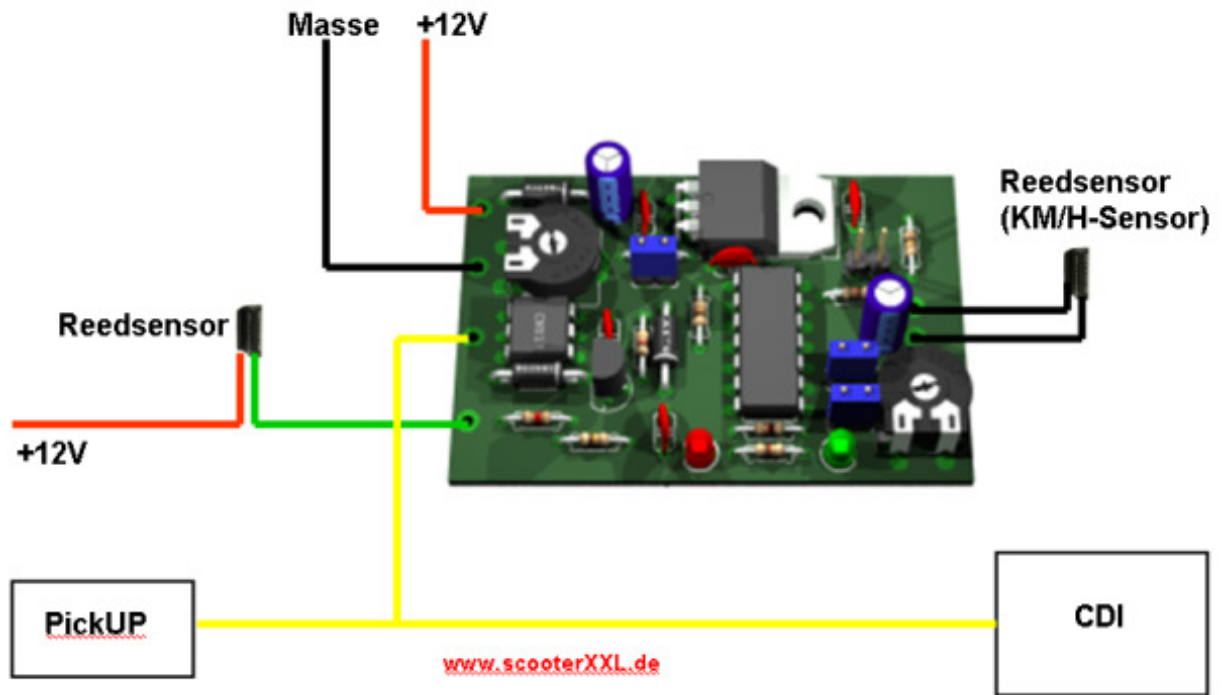 Masse +12V
Reedsensor
(KM/H-Sensor)
Reedsensor
+12V
PickUP
CDI
www.scooterXXL.de